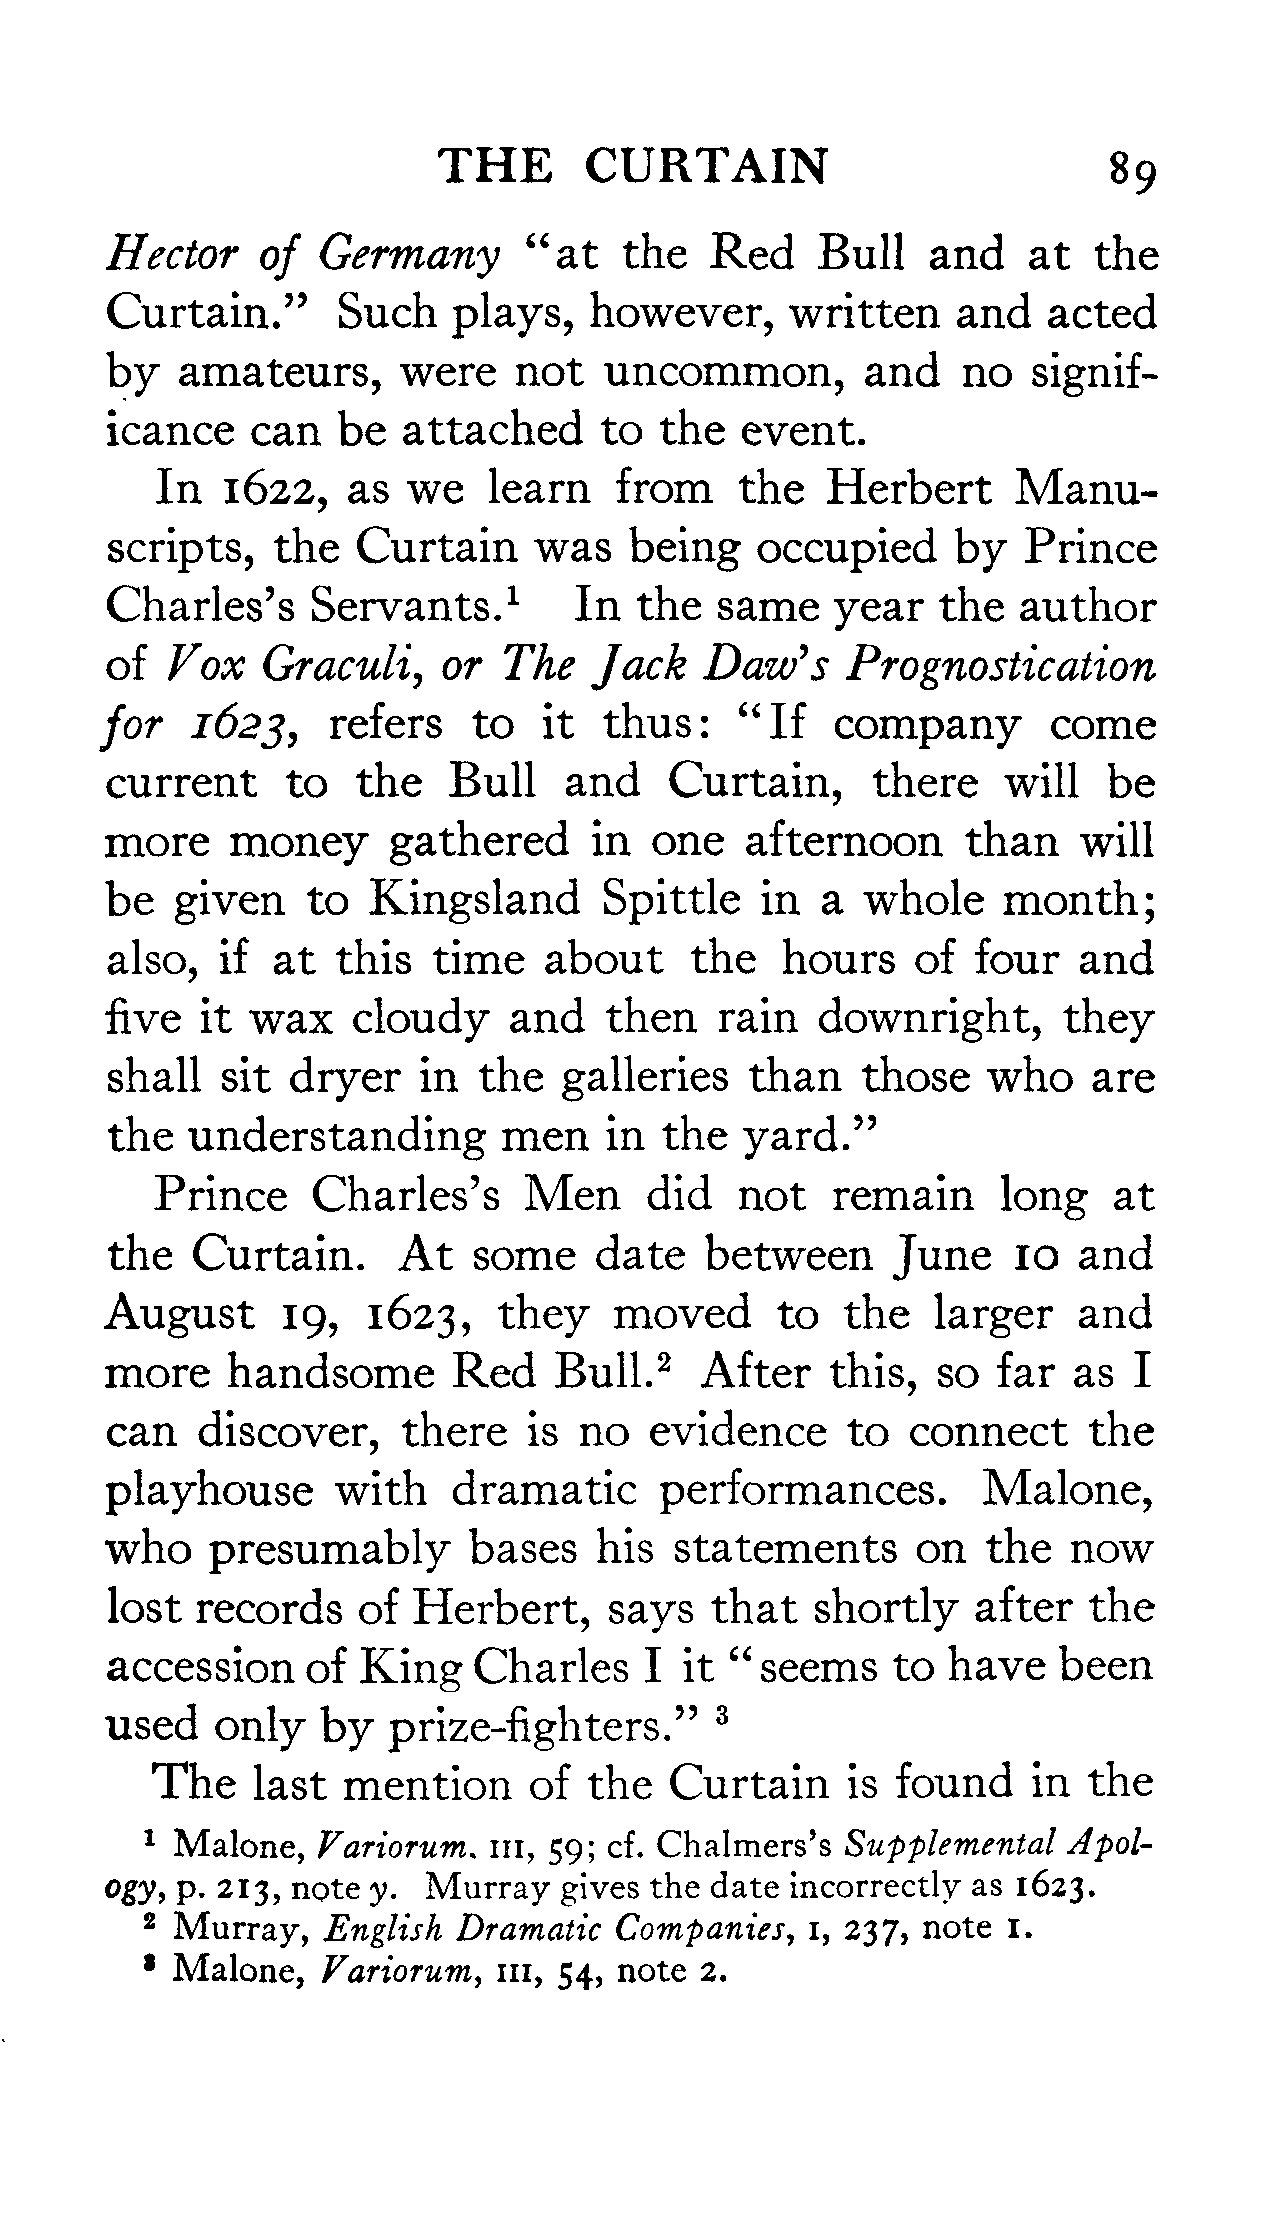 THE CURTAIN 89
Hector of Germany “at the Red Bull and at the
Curtain.” Such plays, however, written and acted
by amateurs, were not uncommon, and no signif-
icance can be attached to the event.
In 1622, as we learn from the Herbert Manu-
scripts, the Curtain was being occupied by Prince
Charles’s Servants.¹ In the same year the author
of Vox Graculi, or The Jack Daw’s Prognostication
for 1623, refers to it thus: “If company come
current to the Bull and Curtain, there will be
more money gathered in one afternoon than will
be given to Kingsland Spittle in a whole month;
also, if at this time about the hours of four and
five it wax cloudy and then rain downright, they
shall sit dryer in the galleries than those who are
the understanding men in the yard.”
Prince Charles’s Men did not remain long at
the Curtain. At some date between June 10 and
August 19, 1623, they moved to the larger and
more handsome Red Bull.² After this, so far as I
can discover, there is no evidence to connect the
playhouse with dramatic performances. Malone,
who presumably bases his statements on the now
lost records of Herbert, says that shortly after the
accession of King Charles I it “seems to have been
used only by prize-fighters.” ³
The last mention of the Curtain is found in the
¹ Malone, Variorum. III, 59; cf. Chalmers’s Supplemental Apol-
ogy, p. 213, note y. Murray gives the date incorrectly as 1623.
² Murray, English Dramatic Companies, I, 237, note 1.
³ Malone, Variorum, III, 54, note 2.